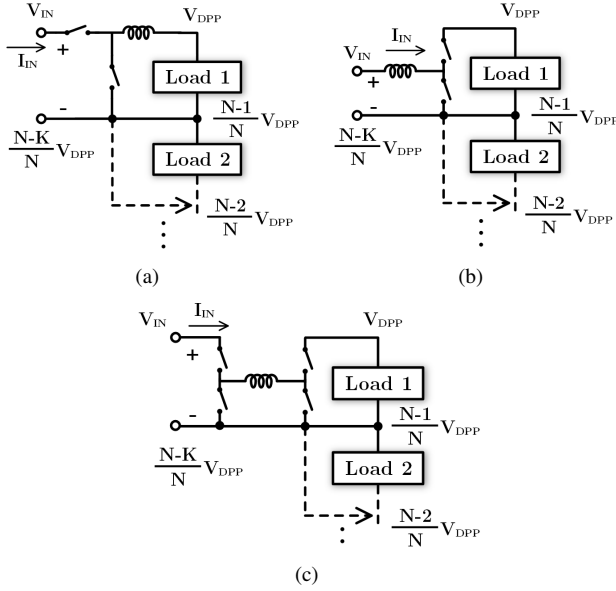 V_IN
V_DPP
I_IN
+
Load 1
-
N-K/N V_DPP
N-1/N V_DPP
Load 2
N-2/N V_DPP
(a)
V_DPP
I_IN
V_IN
+
Load 1
-
N-K/N V_DPP
N-1/N V_DPP
Load 2
N-2/N V_DPP
(b)
V_IN
I_IN
V_DPP
+
Load 1
-
N-K/N V_DPP
N-1/N V_DPP
Load 2
N-2/N V_DPP
(c)